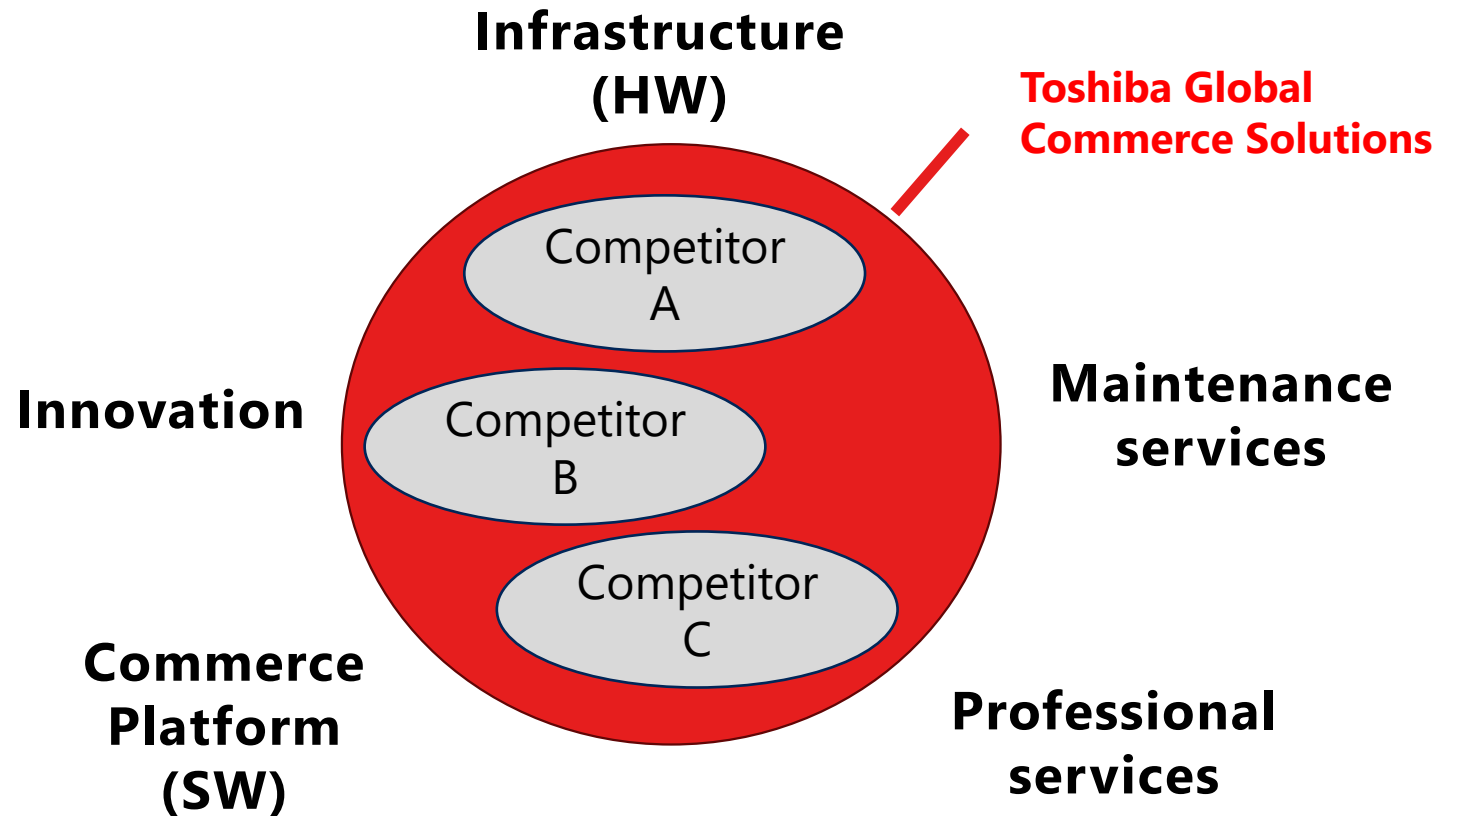 Infrastructure
(HW)
Toshiba Global
Commerce Solutions
Competitor
A
Innovation
Competitor
B
Maintenance
services
Competitor
C
Commerce
Platform
(SW)
Professional
services